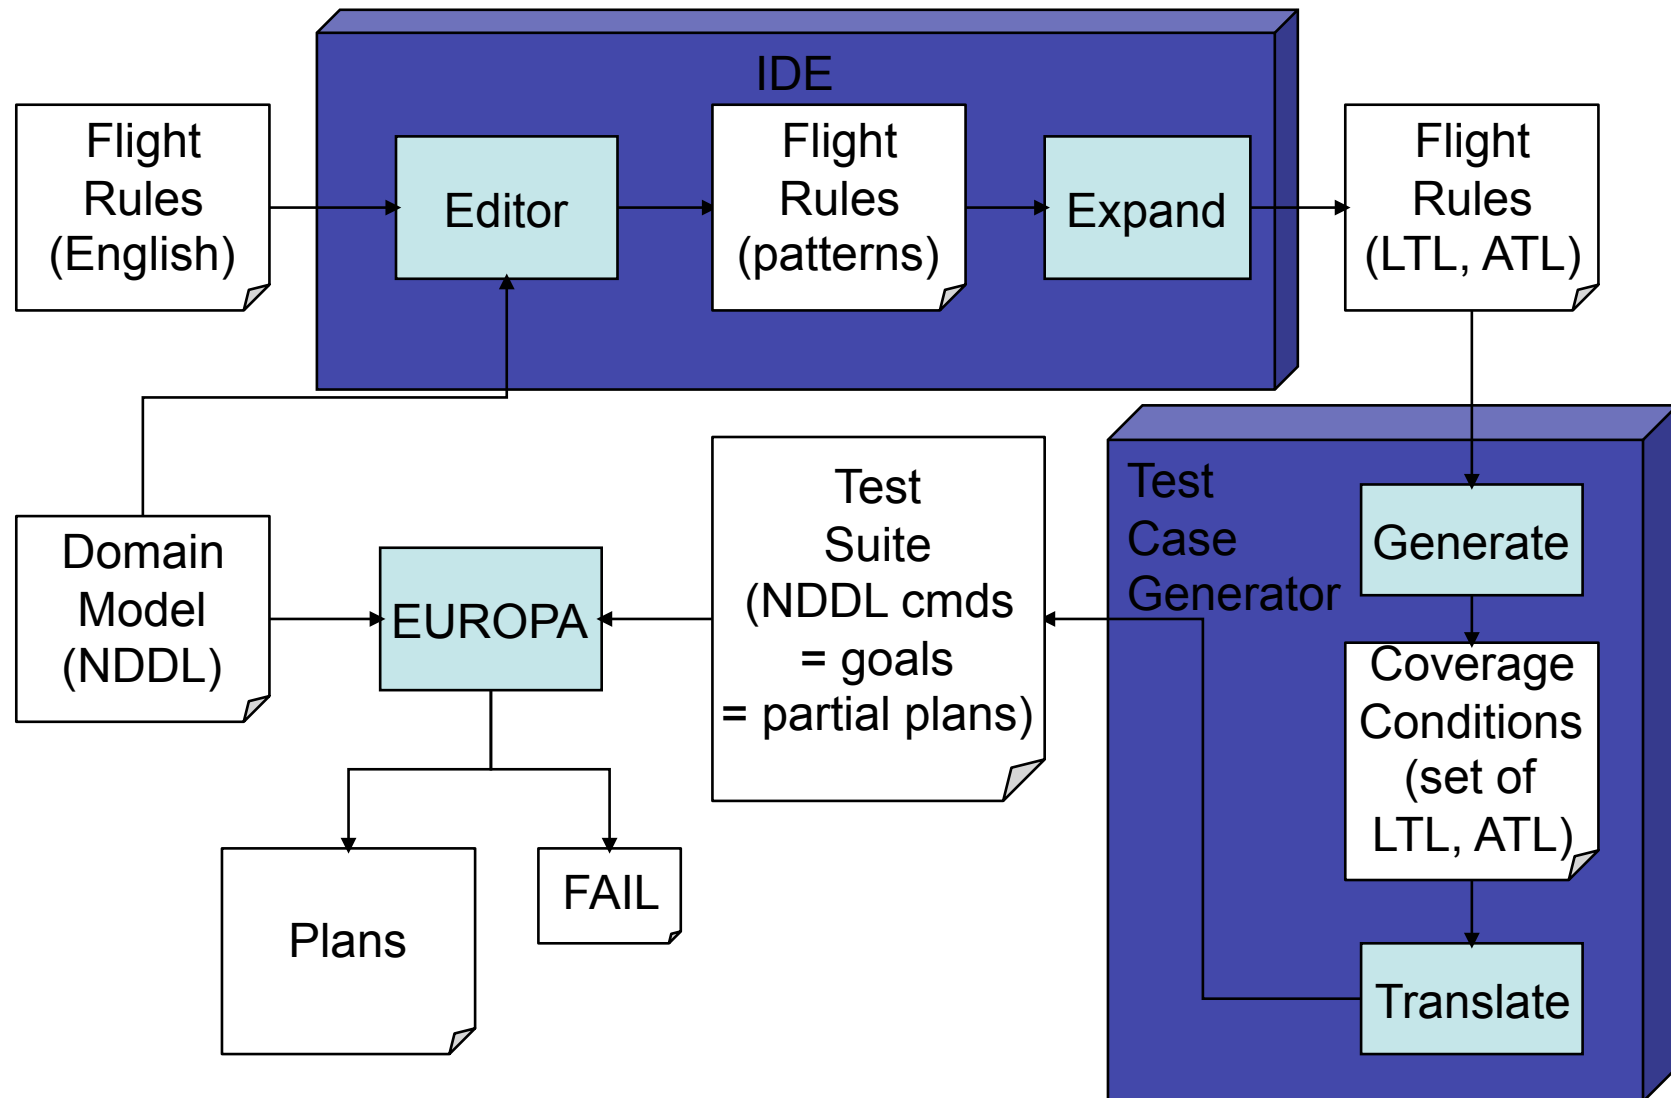 IDE
Flight
Rules
(English)
Editor
Flight
Rules
(patterns)
Expand
Flight
Rules
(LTL, ATL)
Domain
Model
(NDDL)
EUROPA
Test
Suite
(NDDL cmds
= goals
= partial plans)
Test
Case
Generator
Generate
Coverage
Conditions
(set of
LTL, ATL)
Translate
Plans
FAIL